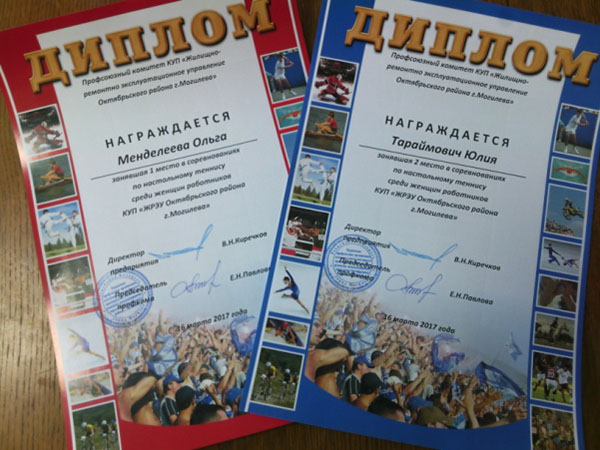 ДИПЛОМ
Профсоюзный комитет КУП «Жилищно-
ремонтно эксплуатационное управление
Октябрьского района г.Могилева»
НАГРАЖДАЕТСЯ
Менделеева Ольга
занявшая 1 место в соревнованиях
по настольному теннису
среди женщин работников
КУП «ЖРЭУ Октябрьского района
г.Могилева»
Директор
предприятия
В.Н.Киречков
Председатель
профкома
Е.Н.Павлова
16 марта 2017 года
ДИПЛОМ
Профсоюзный комитет КУП «Жилищно-
ремонтно эксплуатационное управление
Октябрьского района г.Могилева»
НАГРАЖДАЕТСЯ
Тараймович Юлия
занявшая 2 место в соревнованиях
по настольному теннису
среди женщин работников
КУП «ЖРЭУ Октябрьского района
г.Могилева»
Директор
предприятия
В.Н.Киречков
Председатель
профкома
Е.Н.Павлова
16 марта 2017 года